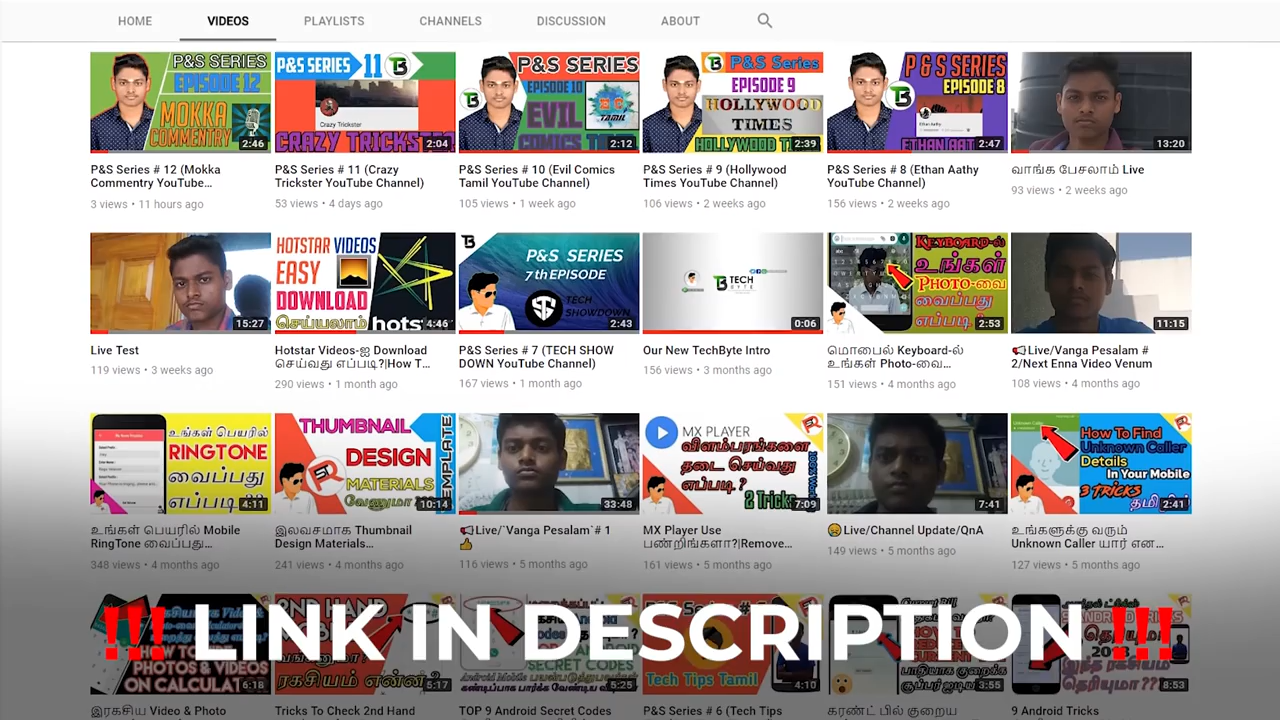 HOME VIDEOS PLAYLISTS CHANNELS DISCUSSION ABOUT
P&S SERIES
EPISODE 12
MOKKA
COMMENTRY
2:46
P&S SERIES 11
Crazy Trickster
CRAZY TRICKSTER
2:04
P&S SERIES
EPISODE 10
EVIL
COMICS
TAMIL
2:12
P&S Series
EPISODE 9
HOLLYWOOD
TIMES
2:39
P & S SERIES
EPISODE 8
Ethan Aathy
2:47
13:20
P&S Series # 12 (Mokka
Commentry YouTube...
3 views • 11 hours ago
P&S Series # 11 (Crazy
Trickster YouTube Channel)
53 views • 4 days ago
P&S Series # 10 (Evil Comics
Tamil YouTube Channel)
105 views • 1 week ago
P&S Series # 9 (Hollywood
Times YouTube Channel)
106 views • 2 weeks ago
P&S Series # 8 (Ethan Aathy
YouTube Channel)
156 views • 2 weeks ago
வாங்க பேசலாம் Live
93 views • 2 weeks ago
15:27
HOTSTAR VIDEOS
EASY
DOWNLOAD
செய்யலாம்
hots
4:46
P&S SERIES
7th EPISODE
TECH
SHOWDOWN
2:43
TECH
BYTE
0:06
KEYBOARD-ல்
உங்கள்
PHOTO-வை
வைப்பது
எப்படி
2:53
11:15
Live Test
119 views • 3 weeks ago
Hotstar Videos-ஐ Download
செய்வது எப்படி?|How T...
290 views • 1 month ago
P&S Series # 7 (TECH SHOW
DOWN YouTube Channel)
167 views • 1 month ago
Our New TechByte Intro
156 views • 3 months ago
மொபைல் Keyboard-ல்
உங்கள் Photo-வை...
151 views • 4 months ago
Live/Vanga Pesalam #
2/Next Enna Video Venum
108 views • 4 months ago
உங்கள் பெயரில்
RINGTONE
வைப்பது
எப்படி ??
4:11
THUMBNAIL
DESIGN
MATERIALS
வேணுமா?
TEMPLATE
10:14
33:48
MX PLAYER
விளம்பரங்களை
தடை செய்வது
எப்படி.?
2 Tricks
7:09
7:41
How To Find
Unknown Caller
Details
In Your Mobile
3 TRICKS
தமிழில்
2:41
உங்கள் பெயரில் Mobile
RingTone வைப்பது...
348 views • 4 months ago
இலவசமாக Thumbnail
Design Materials...
241 views • 4 months ago
Live/`Vanga Pesalam`# 1
116 views • 5 months ago
MX Player Use
பண்றிங்களா?|Remove...
161 views • 5 months ago
Live/Channel Update/QnA
149 views • 5 months ago
உங்களுக்கு வரும்
Unknown Caller யார் என...
127 views • 5 months ago
!!! LINK IN DESCRIPTION !!!
PHOTOS & VIDEOS
ON CALCULATOR
6:18
2ND HAND
ரகசியம் என்ன?
8:17
SECRET CODES
5:25
Tech Tips Tamil
4:10
3:55
8:53
இரகசிய Video & Photo
Tricks To Check 2nd Hand
TOP 9 Android Secret Codes
P&S Series # 6 (Tech Tips
கரண்ட் பில் குறைய
9 Android Tricks